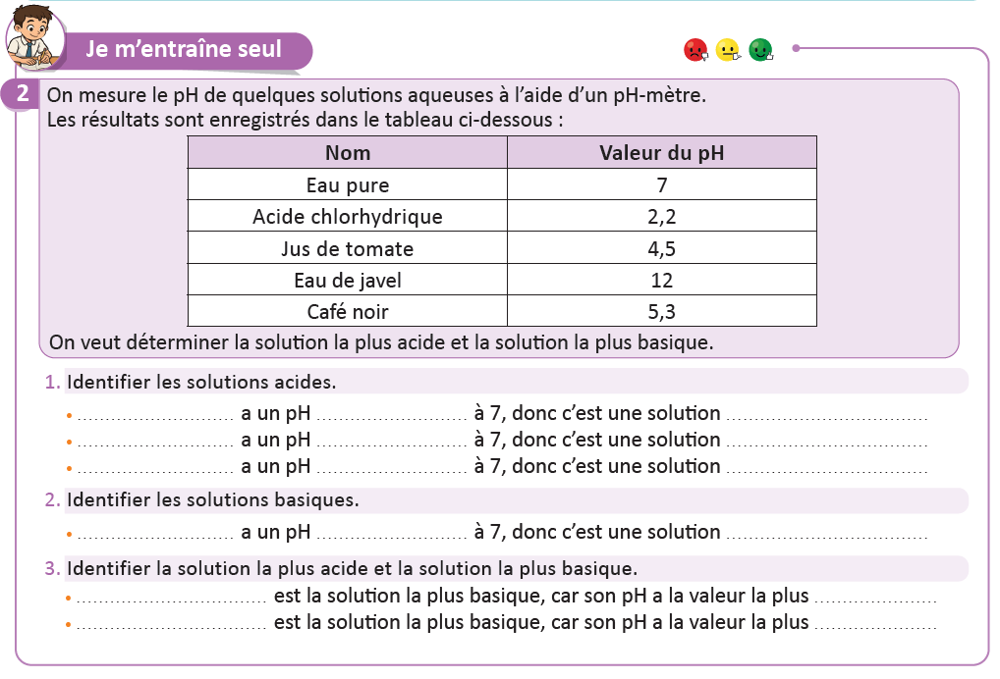 Je m'entraîne seul
2 On mesure le pH de quelques solutions aqueuses à l'aide d'un pH-mètre.
Les résultats sont enregistrés dans le tableau ci-dessous :
Nom Valeur du pH
Eau pure 7
Acide chlorhydrique 2,2
Jus de tomate 4,5
Eau de javel 12
Café noir 5,3
On veut déterminer la solution la plus acide et la solution la plus basique.
1. Identifier les solutions acides.
• ........................... a un pH .......................... à 7, donc c'est une solution ...................................
• ........................... a un pH .......................... à 7, donc c'est une solution ...................................
• ........................... a un pH .......................... à 7, donc c'est une solution ...................................
2. Identifier les solutions basiques.
• ........................... a un pH .......................... à 7, donc c'est une solution ...................................
3. Identifier la solution la plus acide et la solution la plus basique.
• ................................. est la solution la plus basique, car son pH a la valeur la plus .....................
• ................................. est la solution la plus basique, car son pH a la valeur la plus .....................